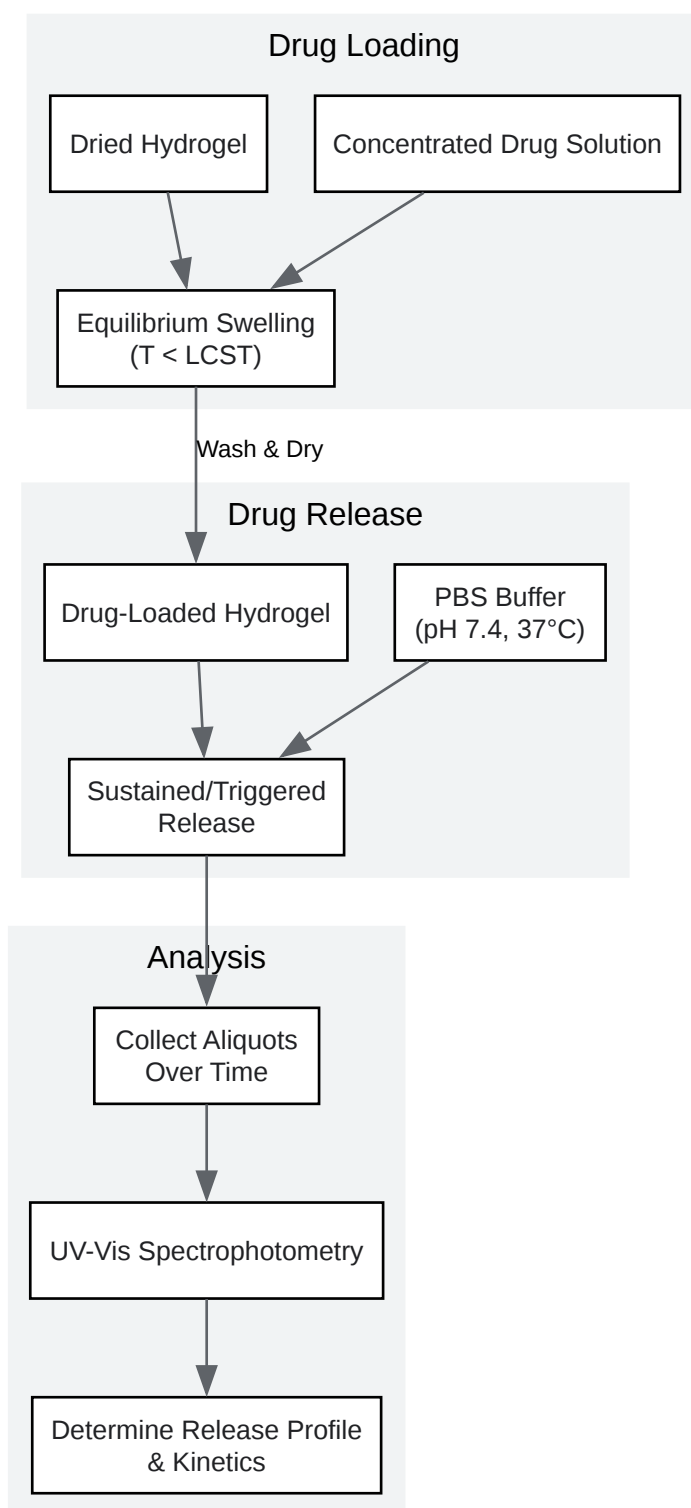 Drug Loading
Dried Hydrogel
Concentrated Drug Solution
Equilibrium Swelling
(T < LCST)
Wash & Dry
Drug Release
Drug-Loaded Hydrogel
PBS Buffer
(pH 7.4, 37°C)
Sustained/Triggered
Release
Analysis
Collect Aliquots
Over Time
UV-Vis Spectrophotometry
Determine Release Profile
& Kinetics